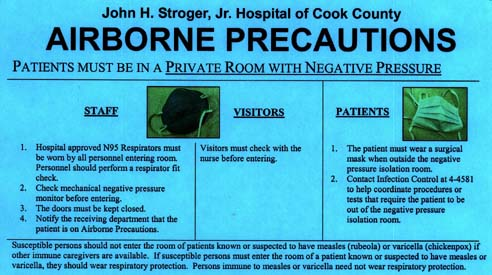 John H. Stroger, Jr. Hospital of Cook County
AIRBORNE PRECAUTIONS
PATIENTS MUST BE IN A PRIVATE ROOM WITH NEGATIVE PRESSURE
STAFF
1. Hospital approved N95 Respirators must
be worn by all personnel entering room.
Personnel should perform a respirator fit
check.
2. Check mechanical negative pressure
monitor before entering.
3. The doors must be kept closed.
4. Notify the receiving department that the
patient is on Airborne Precautions.
VISITORS
Visitors must check with the
nurse before entering.
PATIENTS
1. The patient must wear a surgical
mask when outside the negative
pressure isolation room.
2. Contact Infection Control at 4-4581
to help coordinate procedures or
tests that require the patient to be
out of the negative pressure
isolation room.
Susceptible persons should not enter the room of patients known or suspected to have measles (rubeola) or varicella (chickenpox) if
other immune caregivers are available. If susceptible persons must enter the room of a patient known or suspected to have measles or
varicella, they should wear respiratory protection. Persons immune to measles or varicella need not wear respiratory protection.